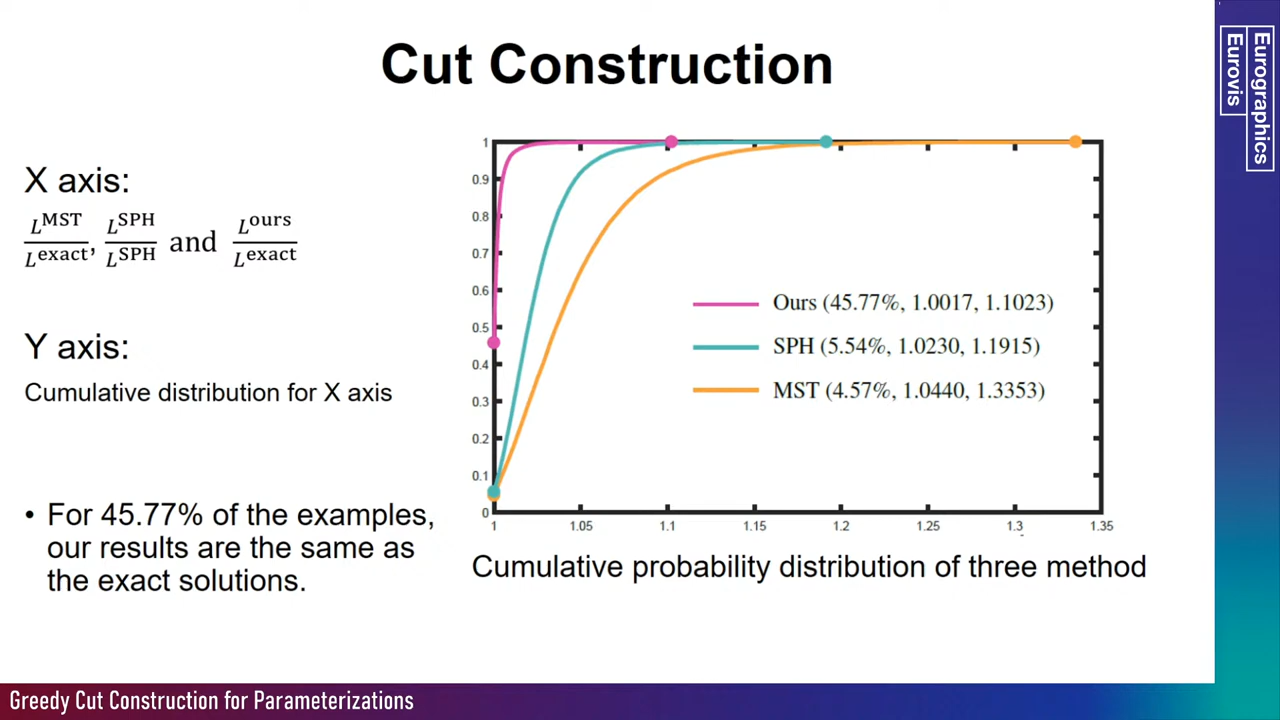 Cut Construction
Eurographics
Eurovis
X axis:
L^MST/L^exact, L^SPH/L^SPH and L^ours/L^exact
Y axis:
Cumulative distribution for X axis
• For 45.77% of the examples,
our results are the same as
the exact solutions.
1
0.9
0.8
0.7
0.6
0.5
0.4
0.3
0.2
0.1
0
1 1.05 1.1 1.15 1.2 1.25 1.3 1.35
Ours (45.77%, 1.0017, 1.1023)
SPH (5.54%, 1.0230, 1.1915)
MST (4.57%, 1.0440, 1.3353)
Cumulative probability distribution of three method
Greedy Cut Construction for Parameterizations